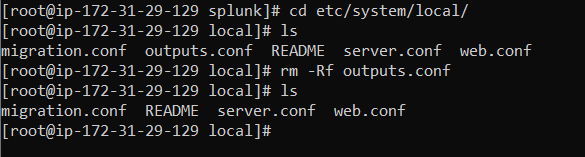 [root@ip-172-31-29-129 splunk]# cd etc/system/local/
[root@ip-172-31-29-129 local]# ls
migration.conf  outputs.conf  README  server.conf  web.conf
[root@ip-172-31-29-129 local]# rm -Rf outputs.conf
[root@ip-172-31-29-129 local]# ls
migration.conf  README  server.conf  web.conf
[root@ip-172-31-29-129 local]#